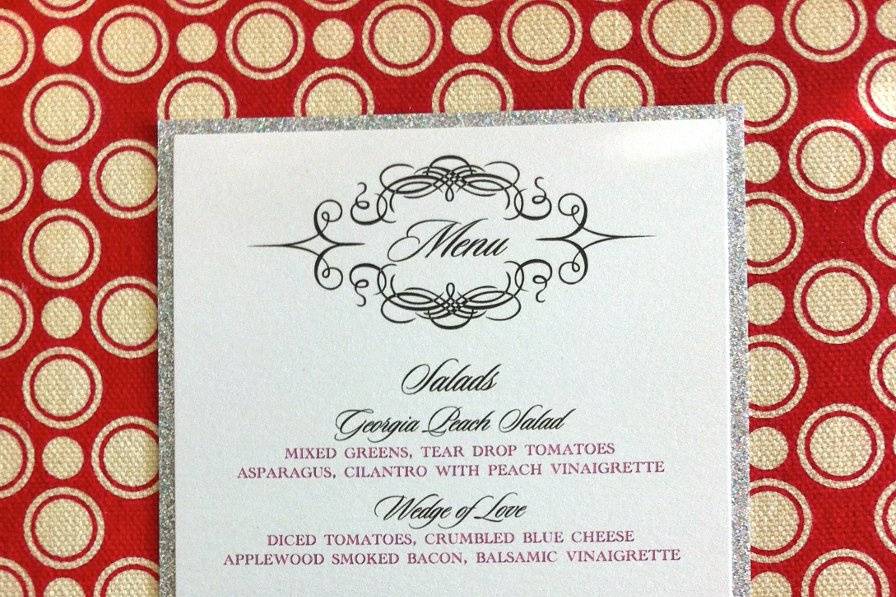 Menu
Salads
Georgia Peach Salad
MIXED GREENS, TEAR DROP TOMATOES
ASPARAGUS, CILANTRO WITH PEACH VINAIGRETTE
Wedge of Love
DICED TOMATOES, CRUMBLED BLUE CHEESE
APPLEWOOD SMOKED BACON, BALSAMIC VINAIGRETTE